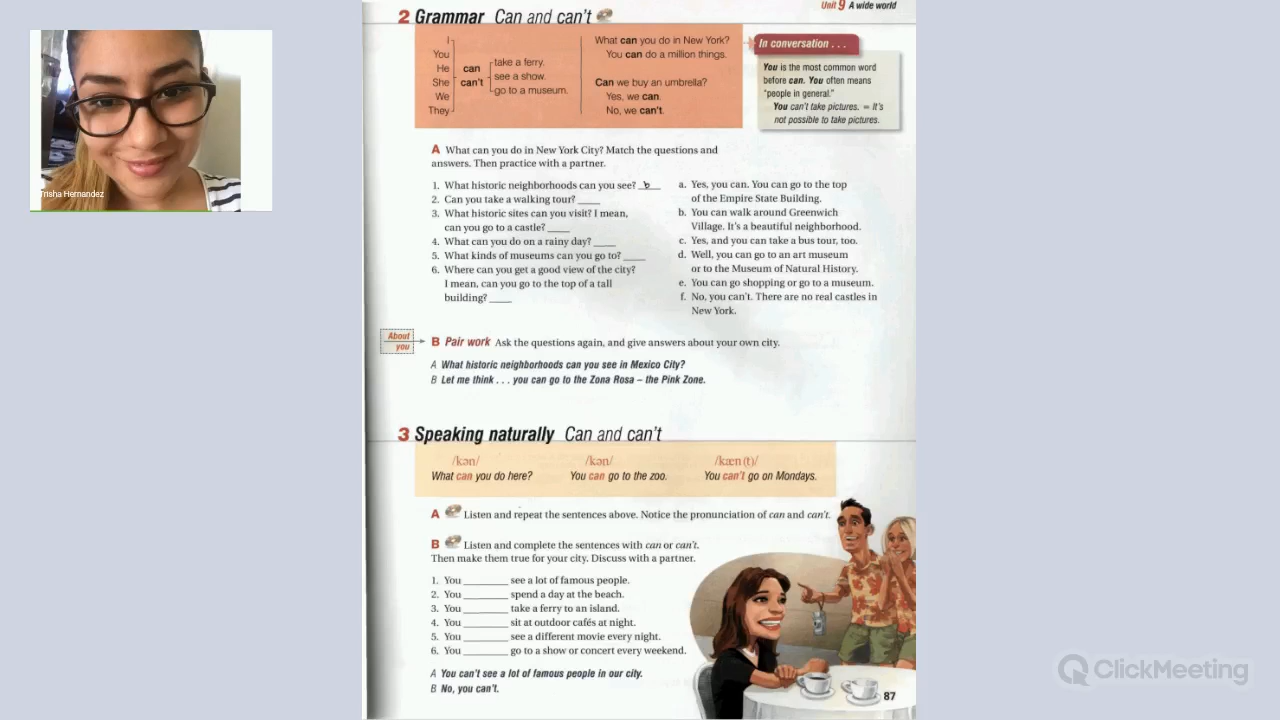 Unit 9 A wide world
2 Grammar Can and can't
I
You
He
She
We
They
can
can't
take a ferry.
see a show.
go to a museum.
What can you do in New York?
You can do a million things.
Can we buy an umbrella?
Yes, we can.
No, we can't.
In conversation . . .
You is the most common word
before can. You often means
"people in general."
You can't take pictures. = It's
not possible to take pictures.
A What can you do in New York City? Match the questions and
answers. Then practice with a partner.
1. What historic neighborhoods can you see? b
2. Can you take a walking tour? ____
3. What historic sites can you visit? I mean,
can you go to a castle? ____
4. What can you do on a rainy day? ____
5. What kinds of museums can you go to? ____
6. Where can you get a good view of the city?
I mean, can you go to the top of a tall
building? ____
a. Yes, you can. You can go to the top
of the Empire State Building.
b. You can walk around Greenwich
Village. It's a beautiful neighborhood.
c. Yes, and you can take a bus tour, too.
d. Well, you can go to an art museum
or to the Museum of Natural History.
e. You can go shopping or go to a museum.
f. No, you can't. There are no real castles in
New York.
About
you
B Pair work Ask the questions again, and give answers about your own city.
A What historic neighborhoods can you see in Mexico City?
B Let me think . . . you can go to the Zona Rosa – the Pink Zone.
3 Speaking naturally Can and can't
/kən/ /kən/ /kæn(t)/
What can you do here? You can go to the zoo. You can't go on Mondays.
A Listen and repeat the sentences above. Notice the pronunciation of can and can't.
B Listen and complete the sentences with can or can't.
Then make them true for your city. Discuss with a partner.
1. You ________ see a lot of famous people.
2. You ________ spend a day at the beach.
3. You ________ take a ferry to an island.
4. You ________ sit at outdoor cafés at night.
5. You ________ see a different movie every night.
6. You ________ go to a show or concert every weekend.
A You can't see a lot of famous people in our city.
B No, you can't.
87
Trisha Hernandez
ClickMeeting